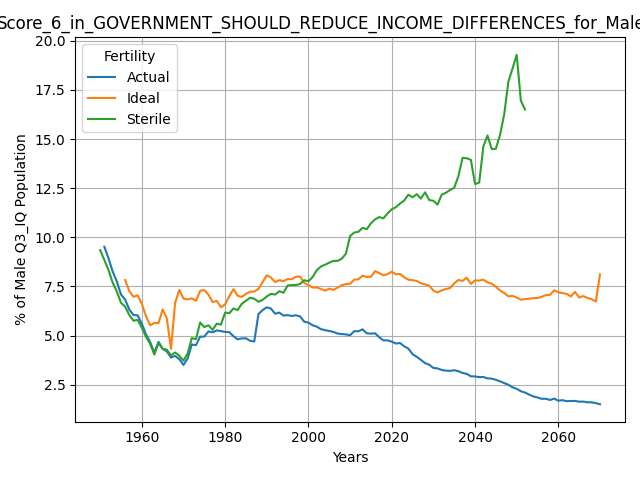 Score_6_in_GOVERNMENT_SHOULD_REDUCE_INCOME_DIFFERENCES_for_Male
Fertility
Actual
Ideal
Sterile
% of Male Q3_IQ Population
20.0
17.5
15.0
12.5
10.0
7.5
5.0
2.5
1960 1980 2000 2020 2040 2060
Years